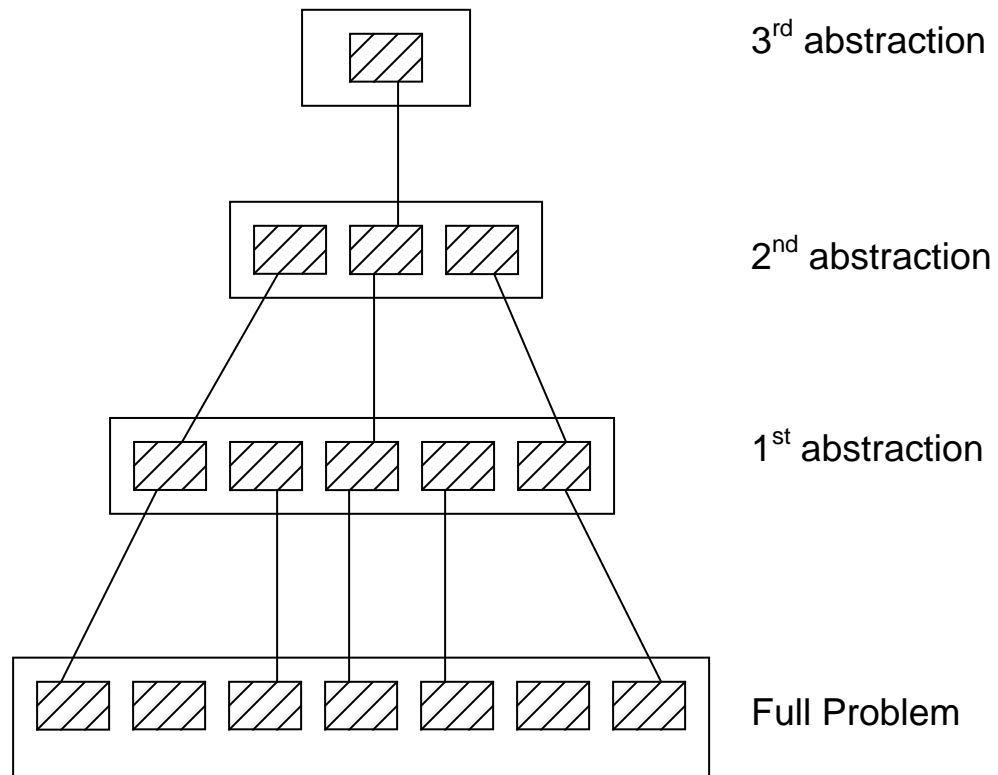 3rd abstraction
2nd abstraction
1st abstraction
Full Problem